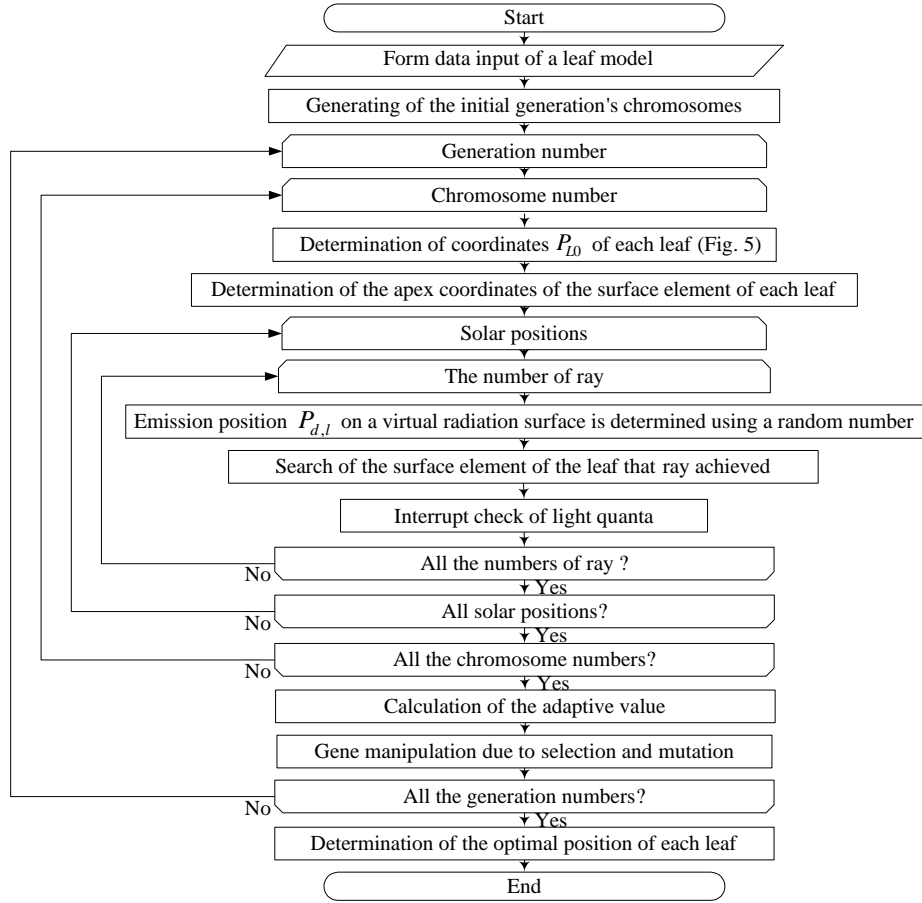 Start
Form data input of a leaf model
Generating of the initial generation's chromosomes
Generation number
Chromosome number
Determination of coordinates P_{L0} of each leaf (Fig. 5)
Determination of the apex coordinates of the surface element of each leaf
Solar positions
The number of ray
Emission position P_{d,l} on a virtual radiation surface is determined using a random number
Search of the surface element of the leaf that ray achieved
Interrupt check of light quanta
All the numbers of ray ?
No
Yes
All solar positions?
No
Yes
All the chromosome numbers?
No
Yes
Calculation of the adaptive value
Gene manipulation due to selection and mutation
All the generation numbers?
No
Yes
Determination of the optimal position of each leaf
End